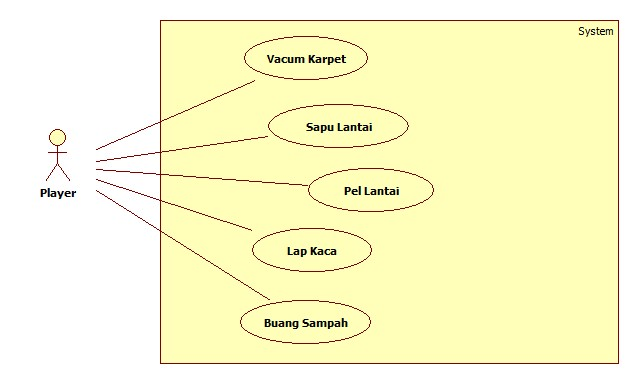 System
Vacum Karpet
Sapu Lantai
Player
Pel Lantai
Lap Kaca
Buang Sampah